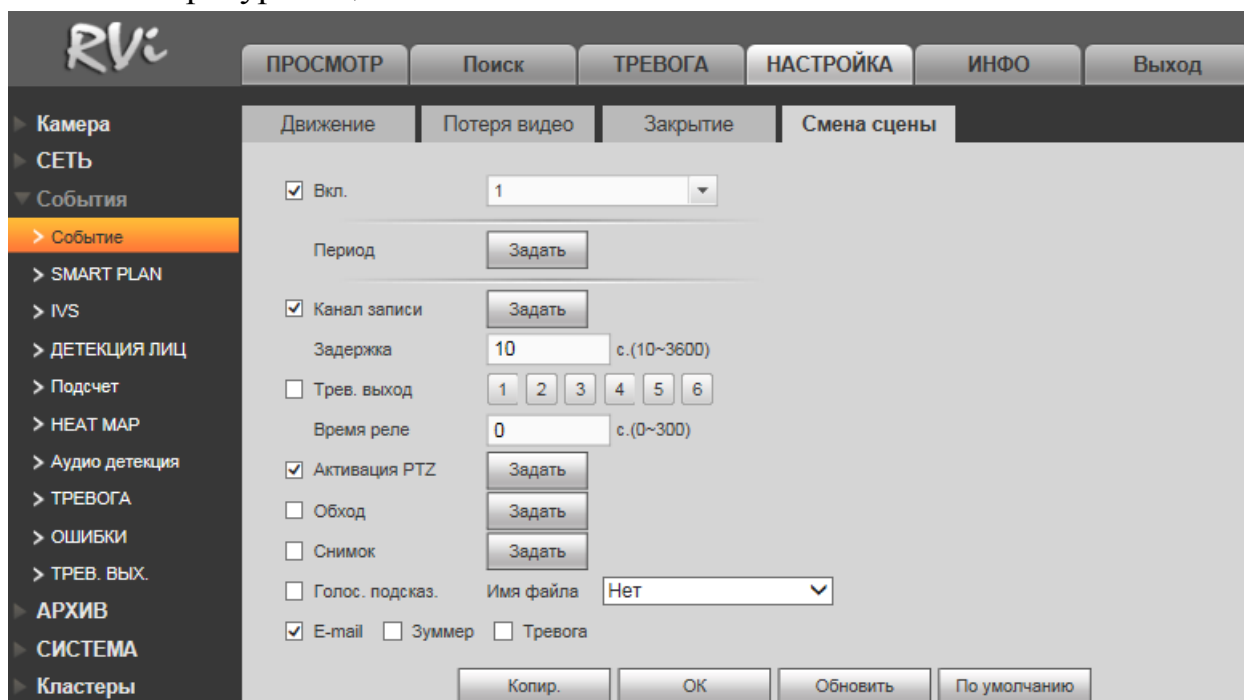 RVi
ПРОСМОТР Поиск ТРЕВОГА НАСТРОЙКА ИНФО Выход
Камера
СЕТЬ
События
Событие
SMART PLAN
IVS
ДЕТЕКЦИЯ ЛИЦ
Подсчет
HEAT MAP
Аудио детекция
ТРЕВОГА
ОШИБКИ
ТРЕВ. ВЫХ.
АРХИВ
СИСТЕМА
Кластеры
Движение Потеря видео Закрытие Смена сцены
Вкл. 1
Период Задать
Канал записи Задать
Задержка 10 с.(10~3600)
Трев. выход 1 2 3 4 5 6
Время реле 0 с.(0~300)
Активация PTZ Задать
Обход Задать
Снимок Задать
Голос. подсказ. Имя файла Нет
E-mail Зуммер Тревога
Копир. ОК Обновить По умолчанию